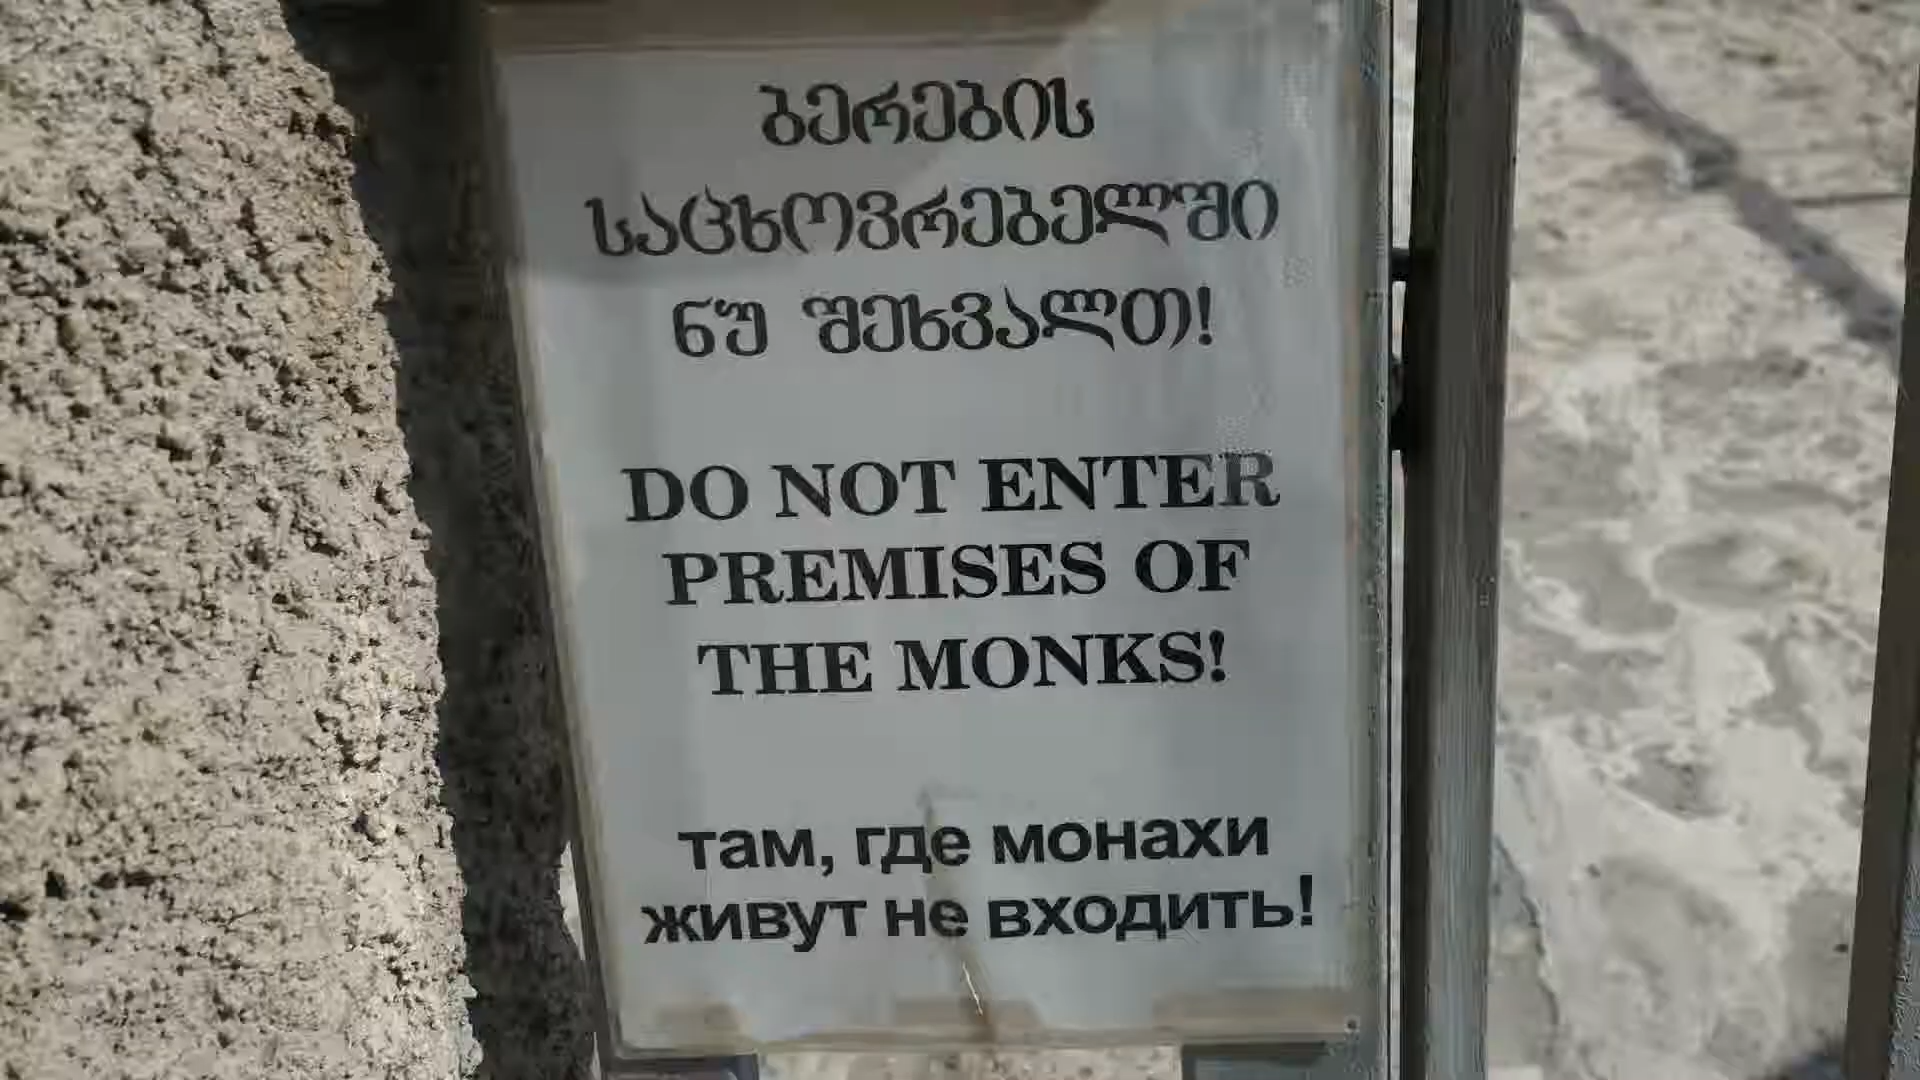 ბერების
საცხოვრებელში
ნუ შეხვალთ!
DO NOT ENTER
PREMISES OF
THE MONKS!
там, где монахи
живут не входить!